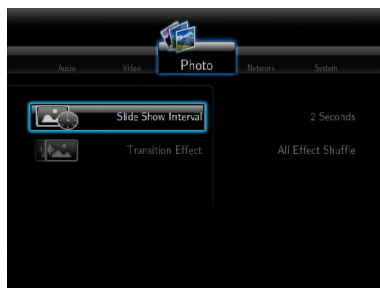 Audio Video Photo Network System
Slide Show Interval 2 Seconds
Transition Effect All Effect Shuffle